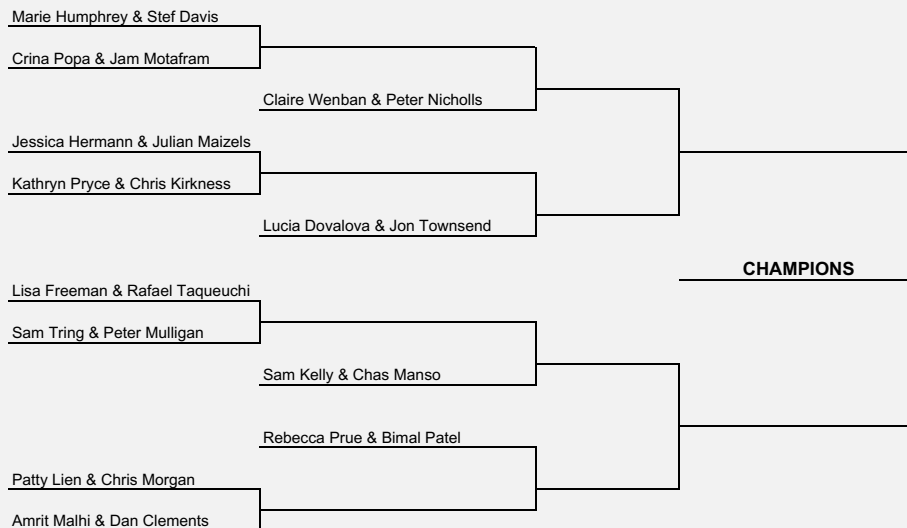 Marie Humphrey & Stef Davis
Crina Popa & Jam Motafram
Claire Wenban & Peter Nicholls
Jessica Hermann & Julian Maizels
Kathryn Pryce & Chris Kirkness
Lucia Dovalova & Jon Townsend
CHAMPIONS
Lisa Freeman & Rafael Taqueuchi
Sam Tring & Peter Mulligan
Sam Kelly & Chas Manso
Rebecca Prue & Bimal Patel
Patty Lien & Chris Morgan
Amrit Malhi & Dan Clements